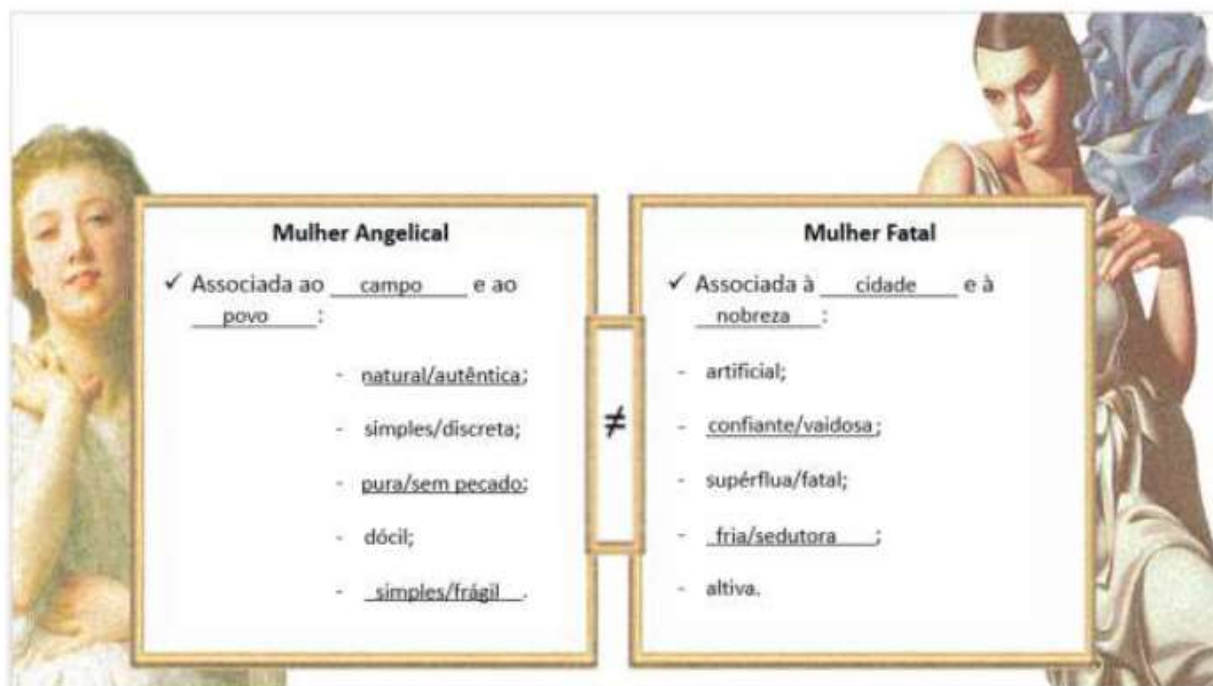 Mulher Angelical
✓ Associada ao campo e ao
povo :
- natural/autêntica;
- simples/discreta;
- pura/sem pecado;
- dócil;
- simples/frágil .
≠
Mulher Fatal
✓ Associada à cidade e à
nobreza :
- artificial;
- confiante/vaidosa ;
- supérflua/fatal;
- fria/sedutora ;
- altiva.